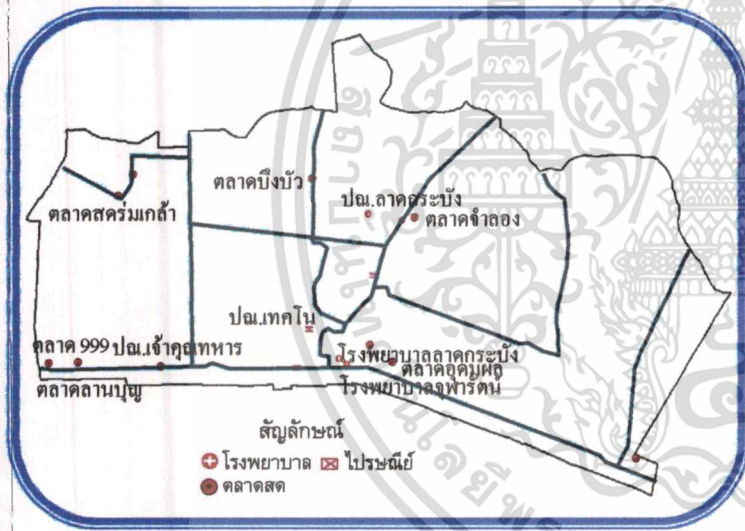 ตลาดบึงบัว
ปณ.ลาดกระบัง
ตลาดสดร่มเกล้า
ตลาดจำลอง
ปณ.เทคโน
ตลาด 999 ปณ.เจ้าคุณทหาร
โรงพยาบาลลาดกระบัง
ตลาดอุดมผล
ตลาดลานบุญ
โรงพยาบาลจุฬารัตน์
สัญลักษณ์
โรงพยาบาล ไปรษณีย์
ตลาดสด